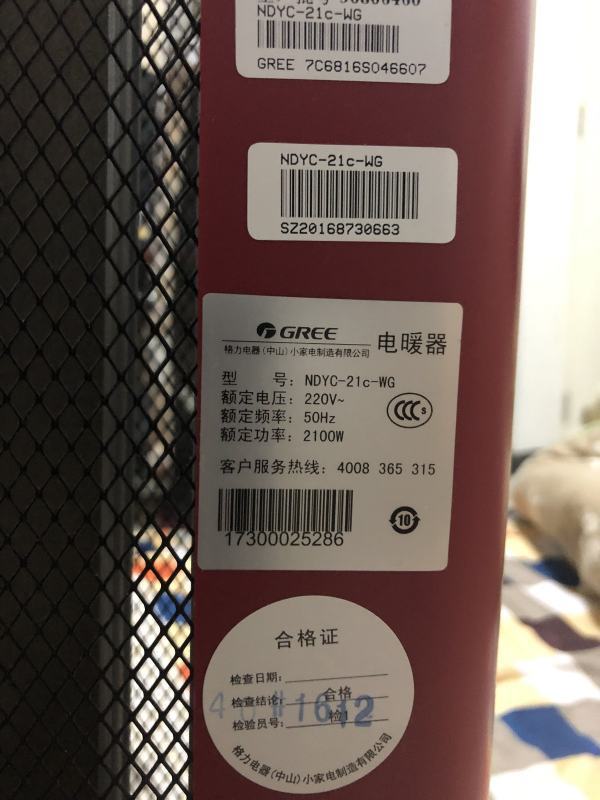 NDYC-21c-WG
GREE 7C6816S046607
NDYC-21c-WG
SZ20168730663
GREE
格力电器(中山)小家电制造有限公司
电暖器
型 号: NDYC-21c-WG
额定电压: 220V~
额定频率: 50Hz
额定功率: 2100W
CCC S
客户服务热线: 4008 365 315
17300025286
10
合格证
检查日期:
检查结论: 合格
检验员号: 检1
1612
格力电器(中山)小家电制造有限公司